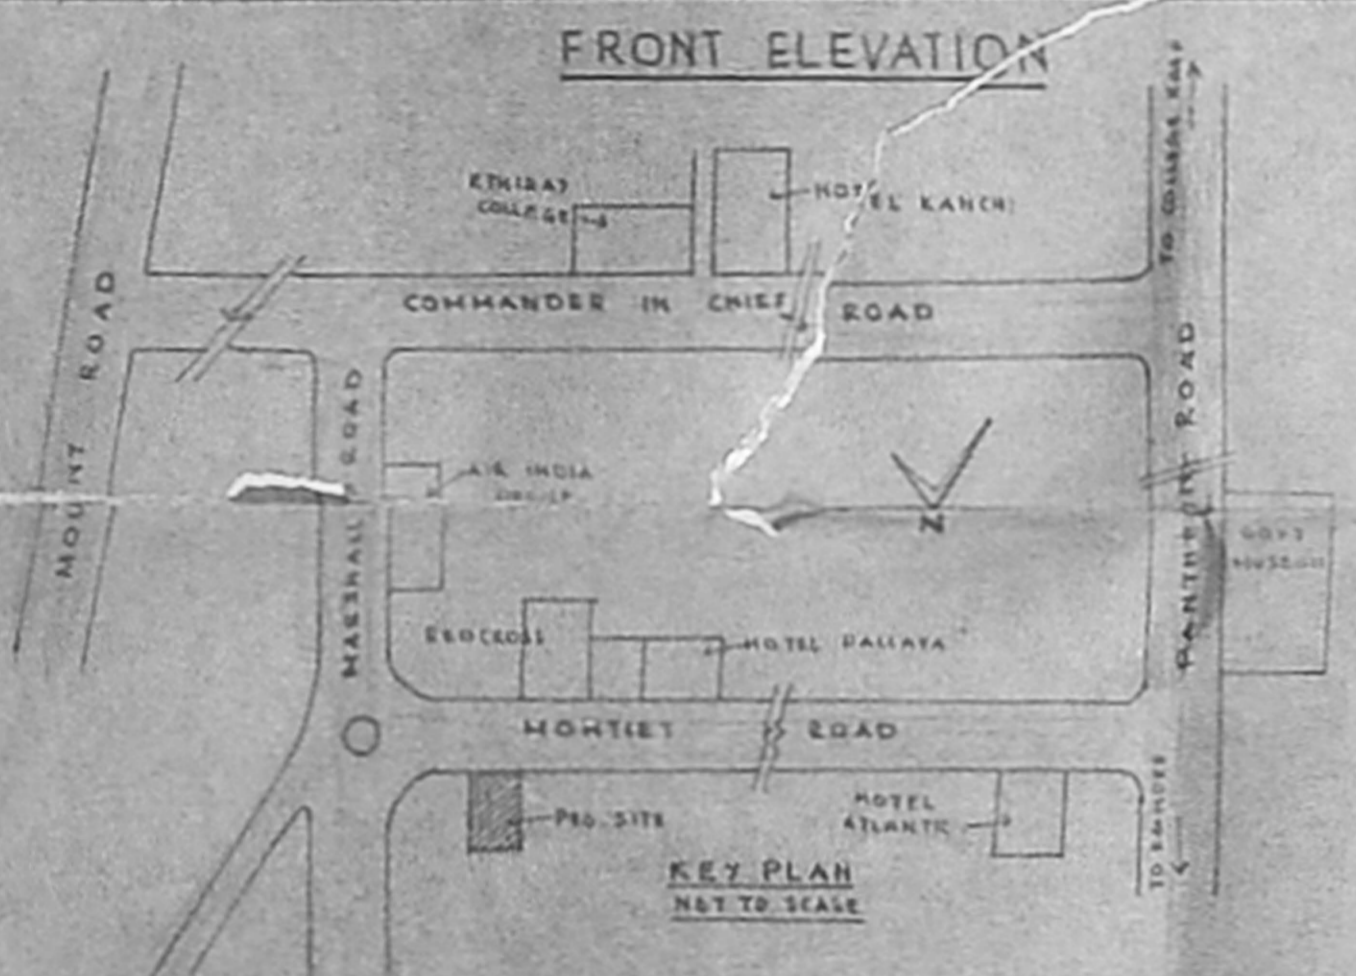 FRONT ELEVATION
TO COLLEGE
ETHIRAJ
COLLEGE
HOTEL KANCHI
COMMANDER IN CHIEF ROAD
MOUNT ROAD
MARSHALL ROAD
PANTHEON ROAD
AIR INDIA
N
GOVT
MUSEUM
REDCROSS
HOTEL PALLAVA
MONTIET ROAD
PRO. SITE
HOTEL
ATLANTIC
TO EGMORE
KEY PLAN
NOT TO SCALE